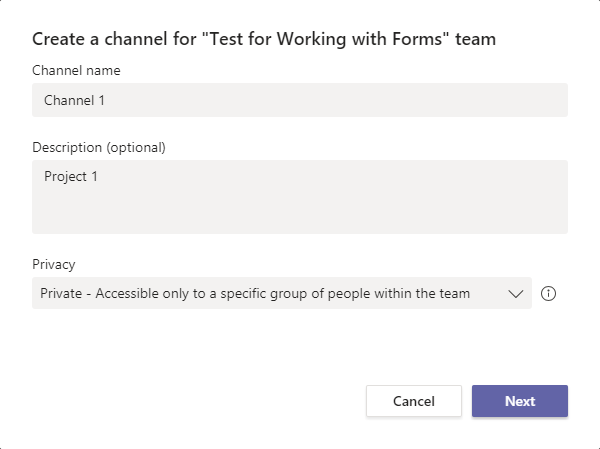 Create a channel for "Test for Working with Forms" team
Channel name
Channel 1
Description (optional)
Project 1
Privacy
Private - Accessible only to a specific group of people within the team
Cancel
Next